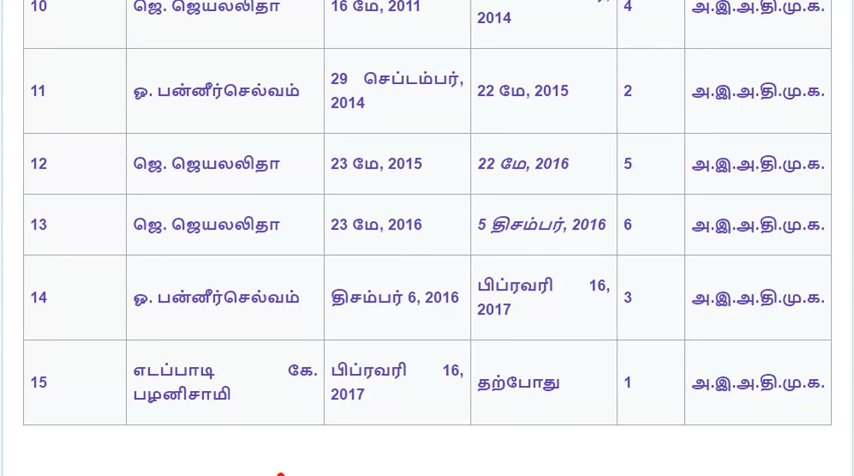 10 ஜெ. ஜெயலலிதா 16 மே, 2011 2014 4 அ.இ.அ.தி.மு.க.
11 ஓ. பன்னீர்செல்வம் 29 செப்டம்பர், 2014 22 மே, 2015 2 அ.இ.அ.தி.மு.க.
12 ஜெ. ஜெயலலிதா 23 மே, 2015 22 மே, 2016 5 அ.இ.அ.தி.மு.க.
13 ஜெ. ஜெயலலிதா 23 மே, 2016 5 திசம்பர், 2016 6 அ.இ.அ.தி.மு.க.
14 ஓ. பன்னீர்செல்வம் திசம்பர் 6, 2016 பிப்ரவரி 16, 2017 3 அ.இ.அ.தி.மு.க.
15 எடப்பாடி கே. பழனிசாமி பிப்ரவரி 16, 2017 தற்போது 1 அ.இ.அ.தி.மு.க.